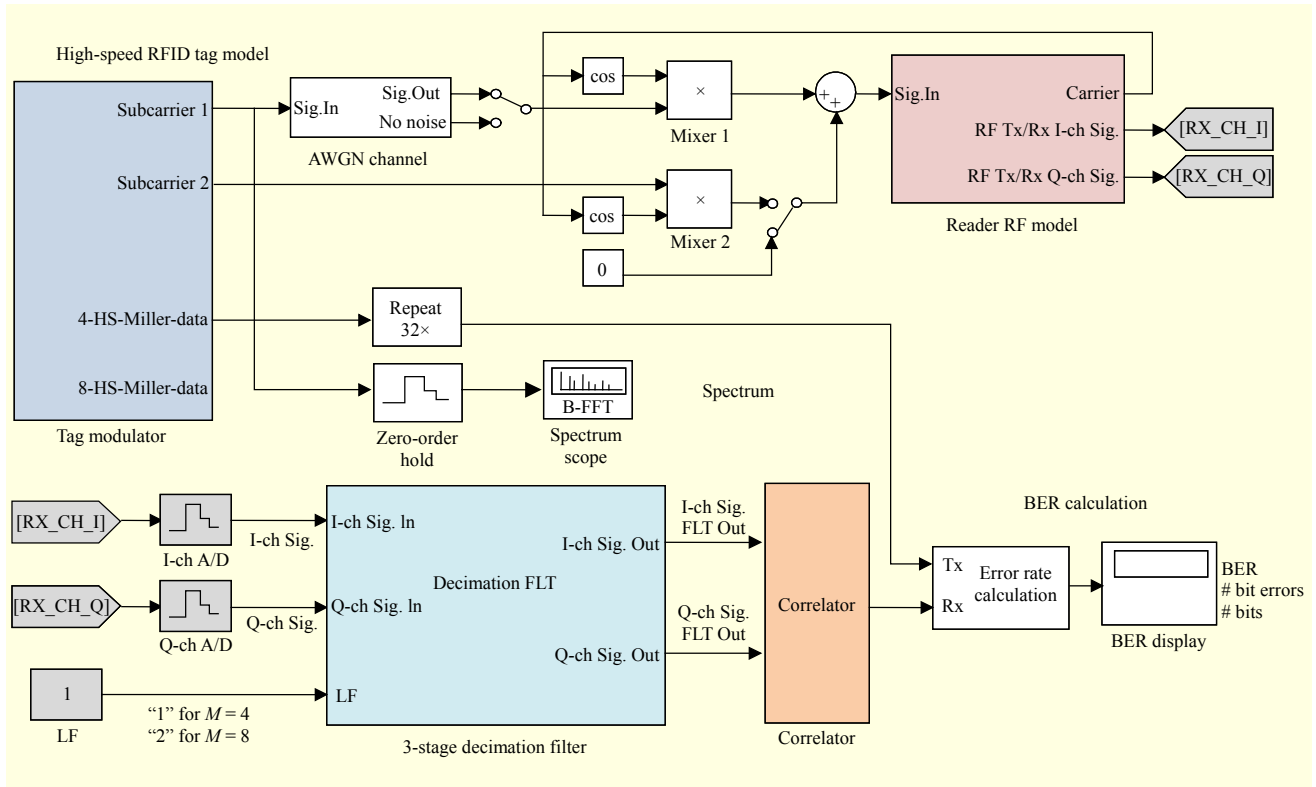 High-speed RFID tag model
Subcarrier 1
Subcarrier 2
4-HS-Miller-data
8-HS-Miller-data
Tag modulator
Sig.In
Sig.Out
No noise
AWGN channel
cos
×
Mixer 1
cos
×
Mixer 2
0
+
+
Sig.In
Carrier
RF Tx/Rx I-ch Sig.
RF Tx/Rx Q-ch Sig.
Reader RF model
[RX_CH_I]
[RX_CH_Q]
Repeat
32×
Zero-order
hold
B-FFT
Spectrum
scope
Spectrum
[RX_CH_I]
I-ch A/D
I-ch Sig.
[RX_CH_Q]
Q-ch A/D
Q-ch Sig.
1
LF
“1” for M = 4
“2” for M = 8
I-ch Sig. ln
Q-ch Sig. ln
LF
Decimation FLT
I-ch Sig. Out
Q-ch Sig. Out
3-stage decimation filter
I-ch Sig.
FLT Out
Q-ch Sig.
FLT Out
Correlator
Correlator
BER calculation
Tx
Rx
Error rate
calculation
BER
# bit errors
# bits
BER display